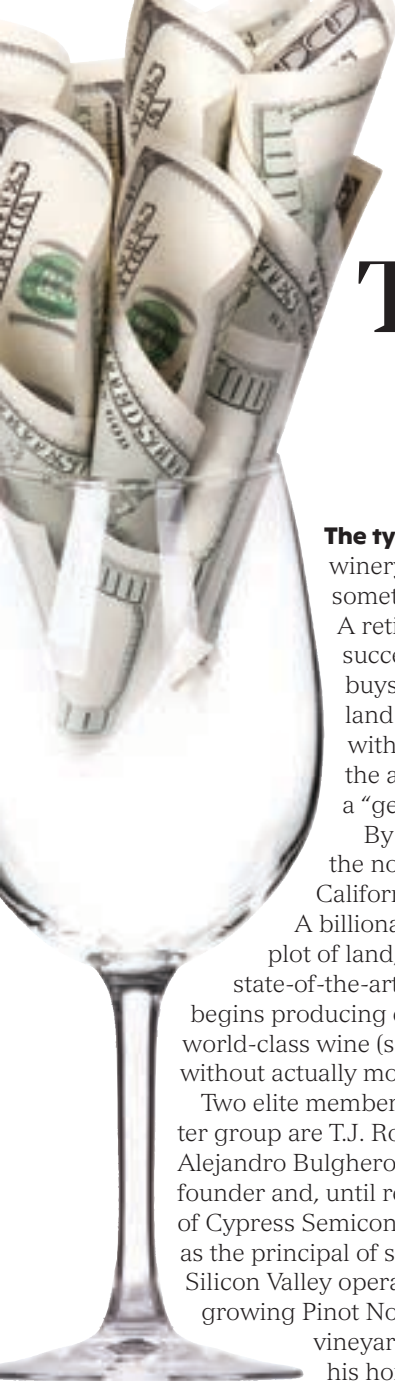 T
The ty
winery
somet
A reti
succe
buys
land
with
the a
a “ge
By
the no
Californ
A billiona
plot of land,
state-of-the-art
begins producing o
world-class wine (s
without actually mo
Two elite member
ter group are T.J. Ro
Alejandro Bulghero
founder and, until re
of Cypress Semicon
as the principal of s
Silicon Valley opera
growing Pinot No
vineyar
his hor